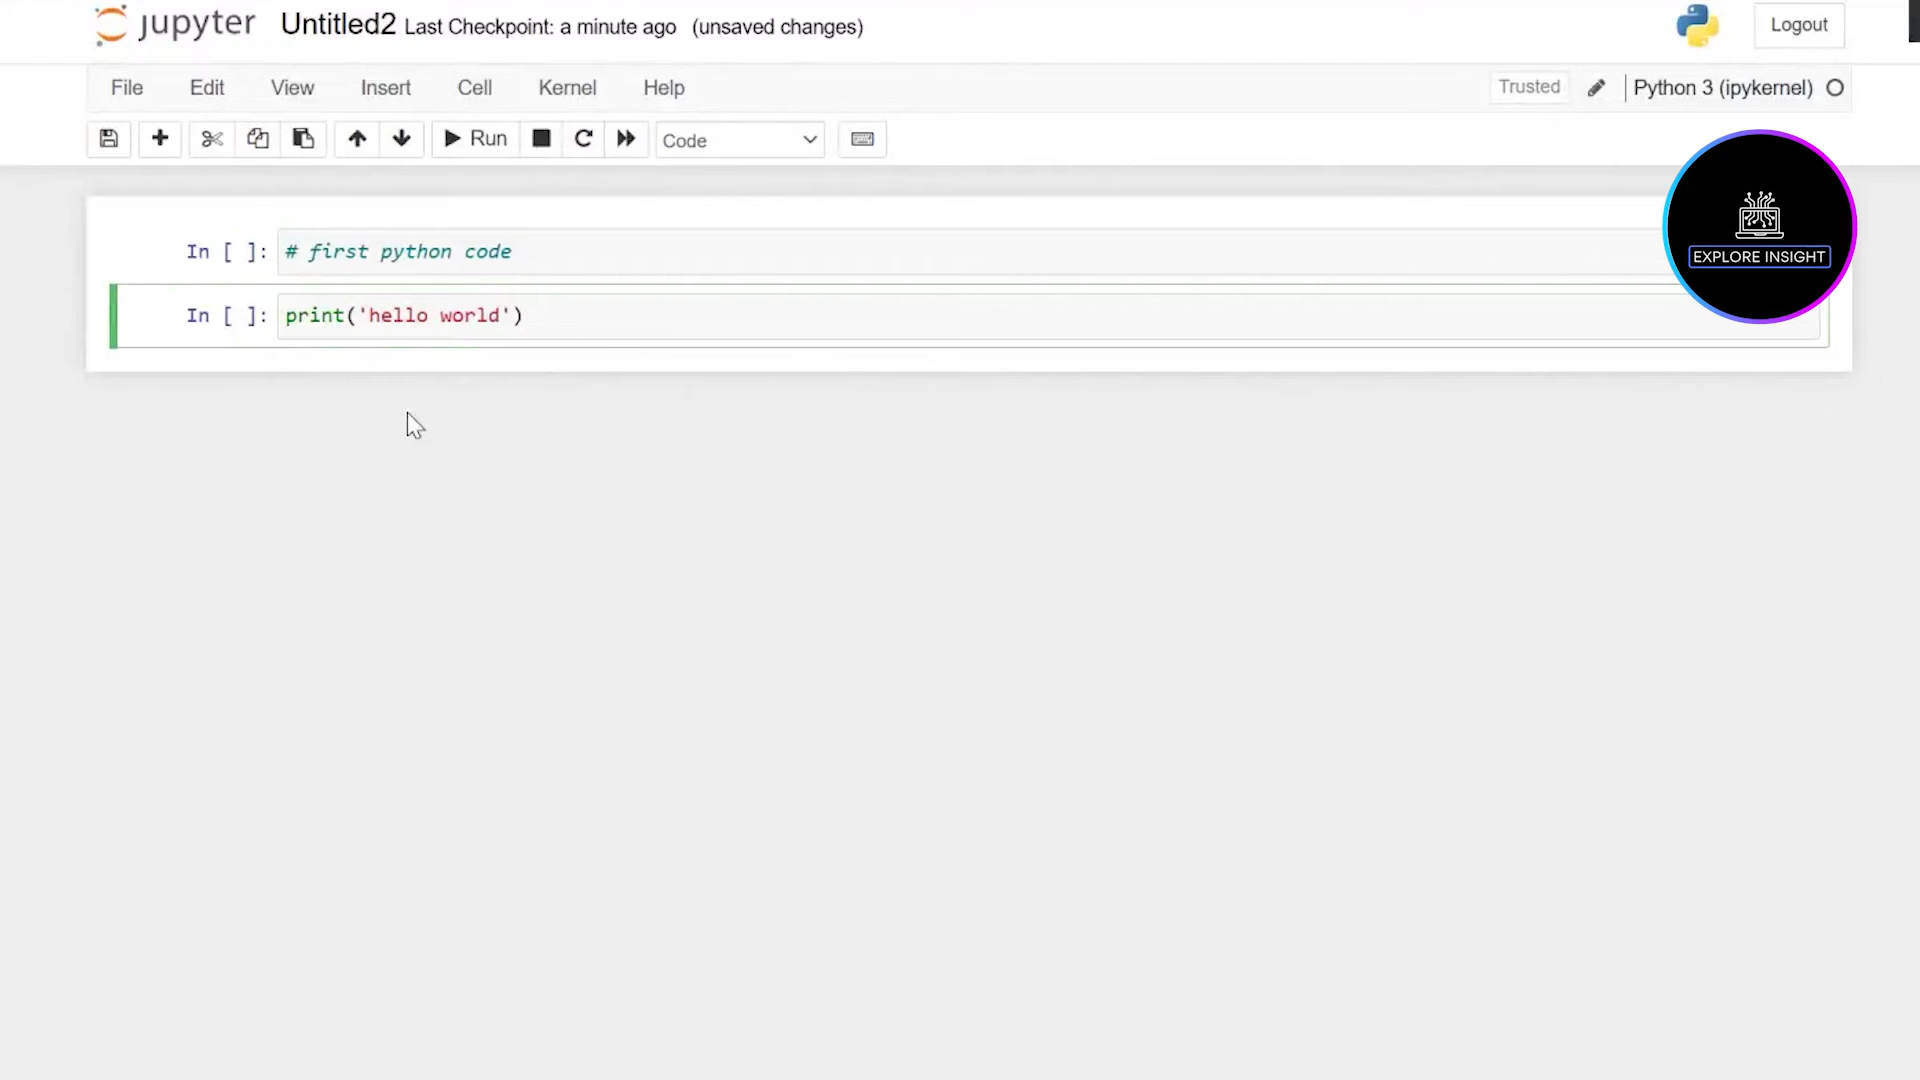 jupyter Untitled2 Last Checkpoint: a minute ago (unsaved changes) Logout
File Edit View Insert Cell Kernel Help Trusted Python 3 (ipykernel)
Run Code
EXPLORE INSIGHT
In [ ]: # first python code
In [ ]: print('hello world')